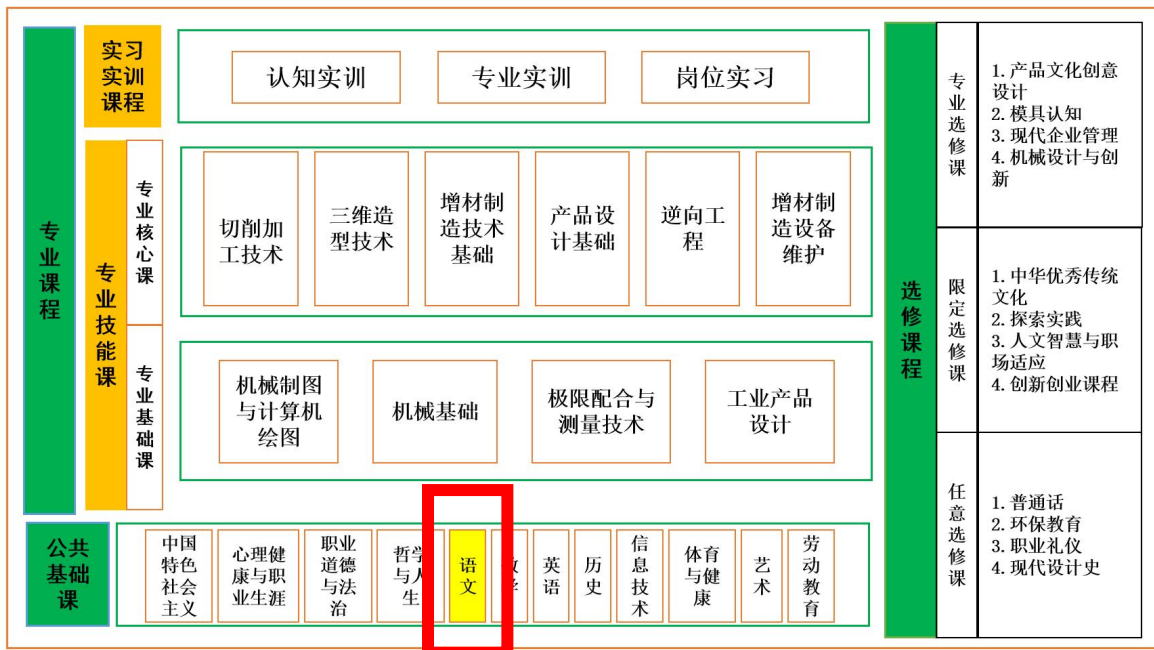 专业课程
实习
实训
课程
认知实训
专业实训
岗位实习
专业技能课
专业核心课
切削加
工技术
三维造
型技术
增材制
造技术
基础
产品设
计基础
逆向工
程
增材制
造设备
维护
专业基础课
机械制图
与计算机
绘图
机械基础
极限配合与
测量技术
工业产品
设计
公共
基础
课
中国
特色
社会
主义
心理健
康与职
业生涯
职业
道德
与法
治
哲学
与人
生
语文
英语
历史
信息技术
体育
与健
康
艺术
劳动教育
选修课程
专业选修课
1. 产品文化创意
设计
2. 模具认知
3. 现代企业管理
4. 机械设计与创
新
限定选修课
1. 中华优秀传统
文化
2. 探索实践
3. 人文智慧与职
场适应
4. 创新创业课程
任意选修课
1. 普通话
2. 环保教育
3. 职业礼仪
4. 现代设计史